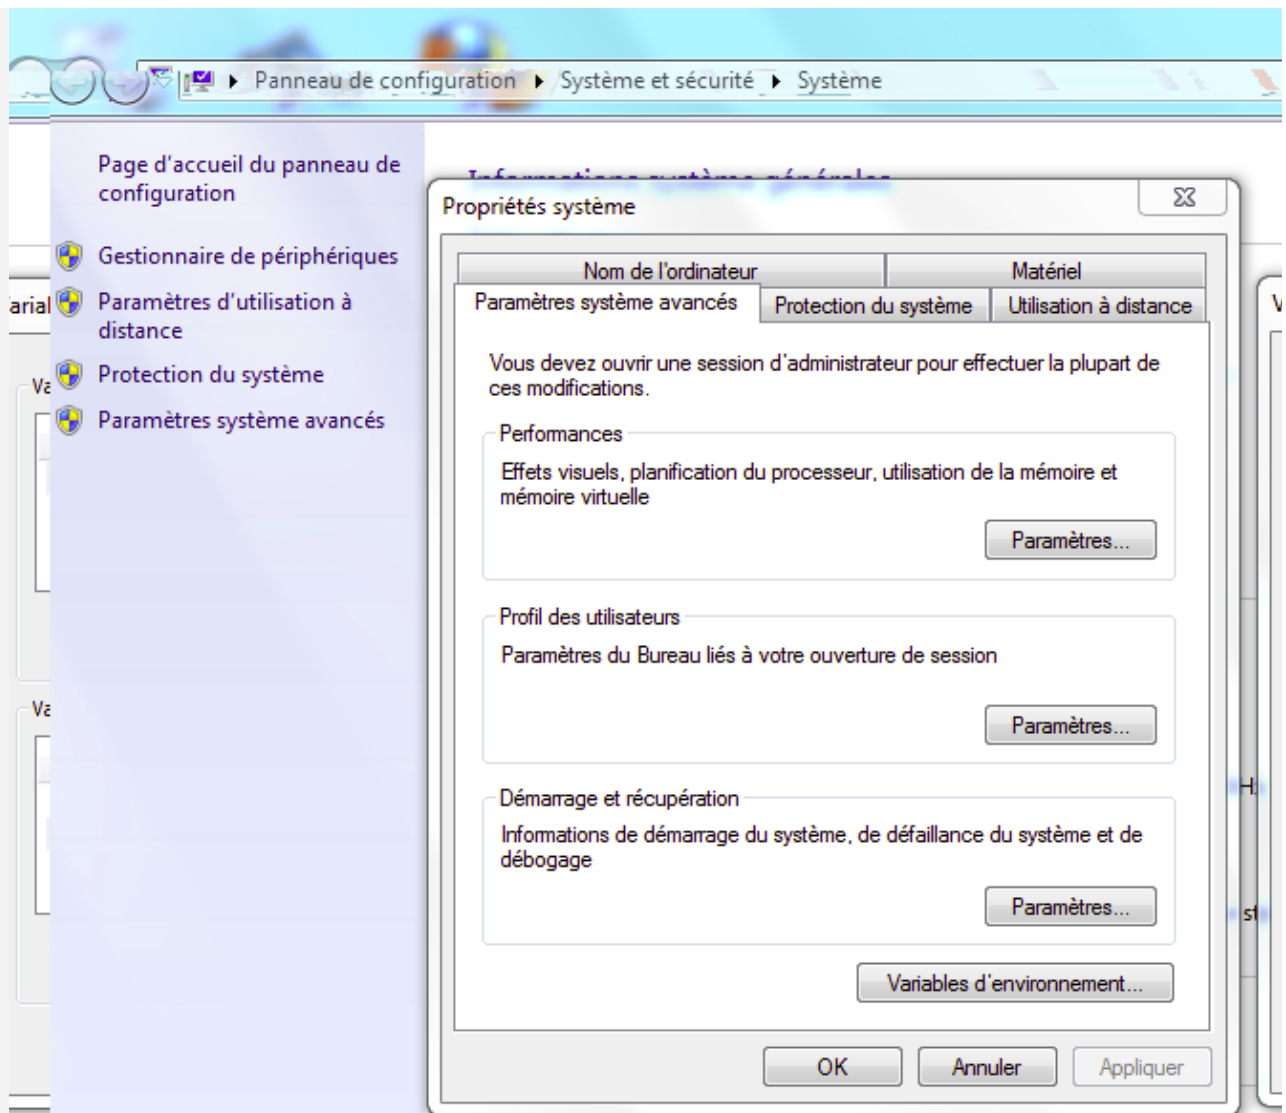 Panneau de configuration Système et sécurité Système
Page d'accueil du panneau de
configuration
Gestionnaire de périphériques
Paramètres d'utilisation à
distance
Protection du système
Paramètres système avancés
Informations système générales
Propriétés système
Nom de l'ordinateur Matériel
Paramètres système avancés Protection du système Utilisation à distance
Vous devez ouvrir une session d'administrateur pour effectuer la plupart de
ces modifications.
Performances
Effets visuels, planification du processeur, utilisation de la mémoire et
mémoire virtuelle
Paramètres...
Profil des utilisateurs
Paramètres du Bureau liés à votre ouverture de session
Paramètres...
Démarrage et récupération
Informations de démarrage du système, de défaillance du système et de
débogage
Paramètres...
Variables d'environnement...
OK Annuler Appliquer